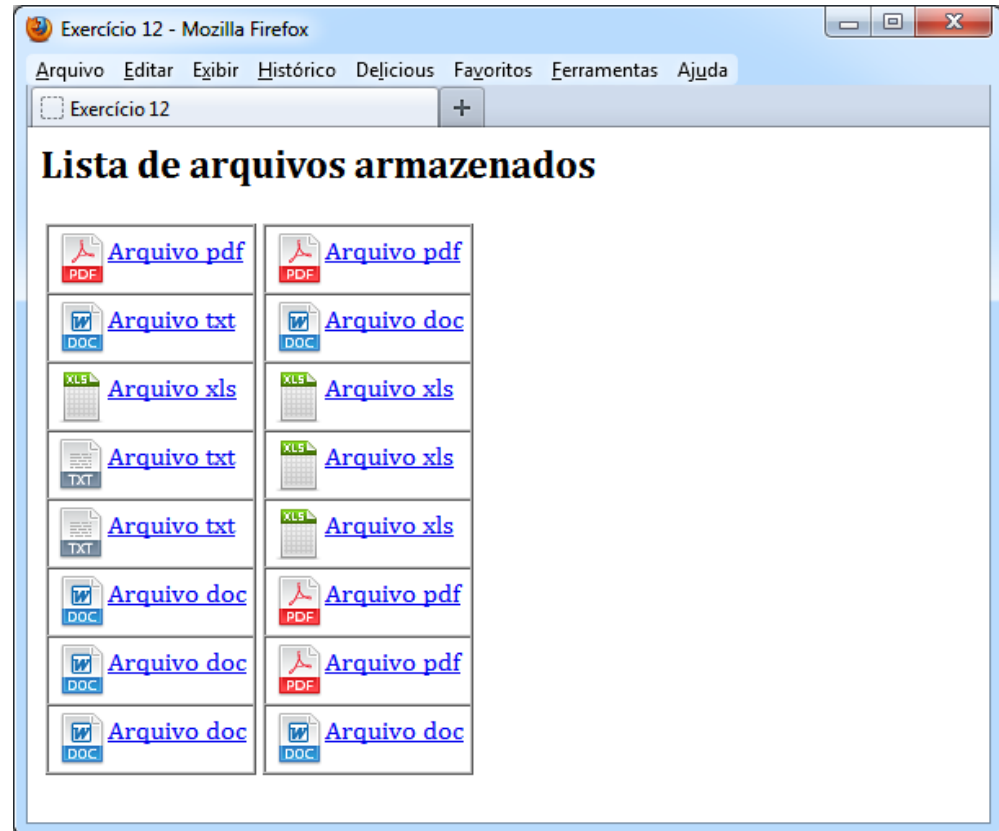 Exercício 12 - Mozilla Firefox
Arquivo Editar Exibir Histórico Delicious Favoritos Ferramentas Ajuda
Exercício 12 +
Lista de arquivos armazenados
PDF Arquivo pdf PDF Arquivo pdf
DOC Arquivo txt DOC Arquivo doc
XLS Arquivo xls XLS Arquivo xls
TXT Arquivo txt XLS Arquivo xls
TXT Arquivo txt XLS Arquivo xls
DOC Arquivo doc PDF Arquivo pdf
DOC Arquivo doc PDF Arquivo pdf
DOC Arquivo doc DOC Arquivo doc